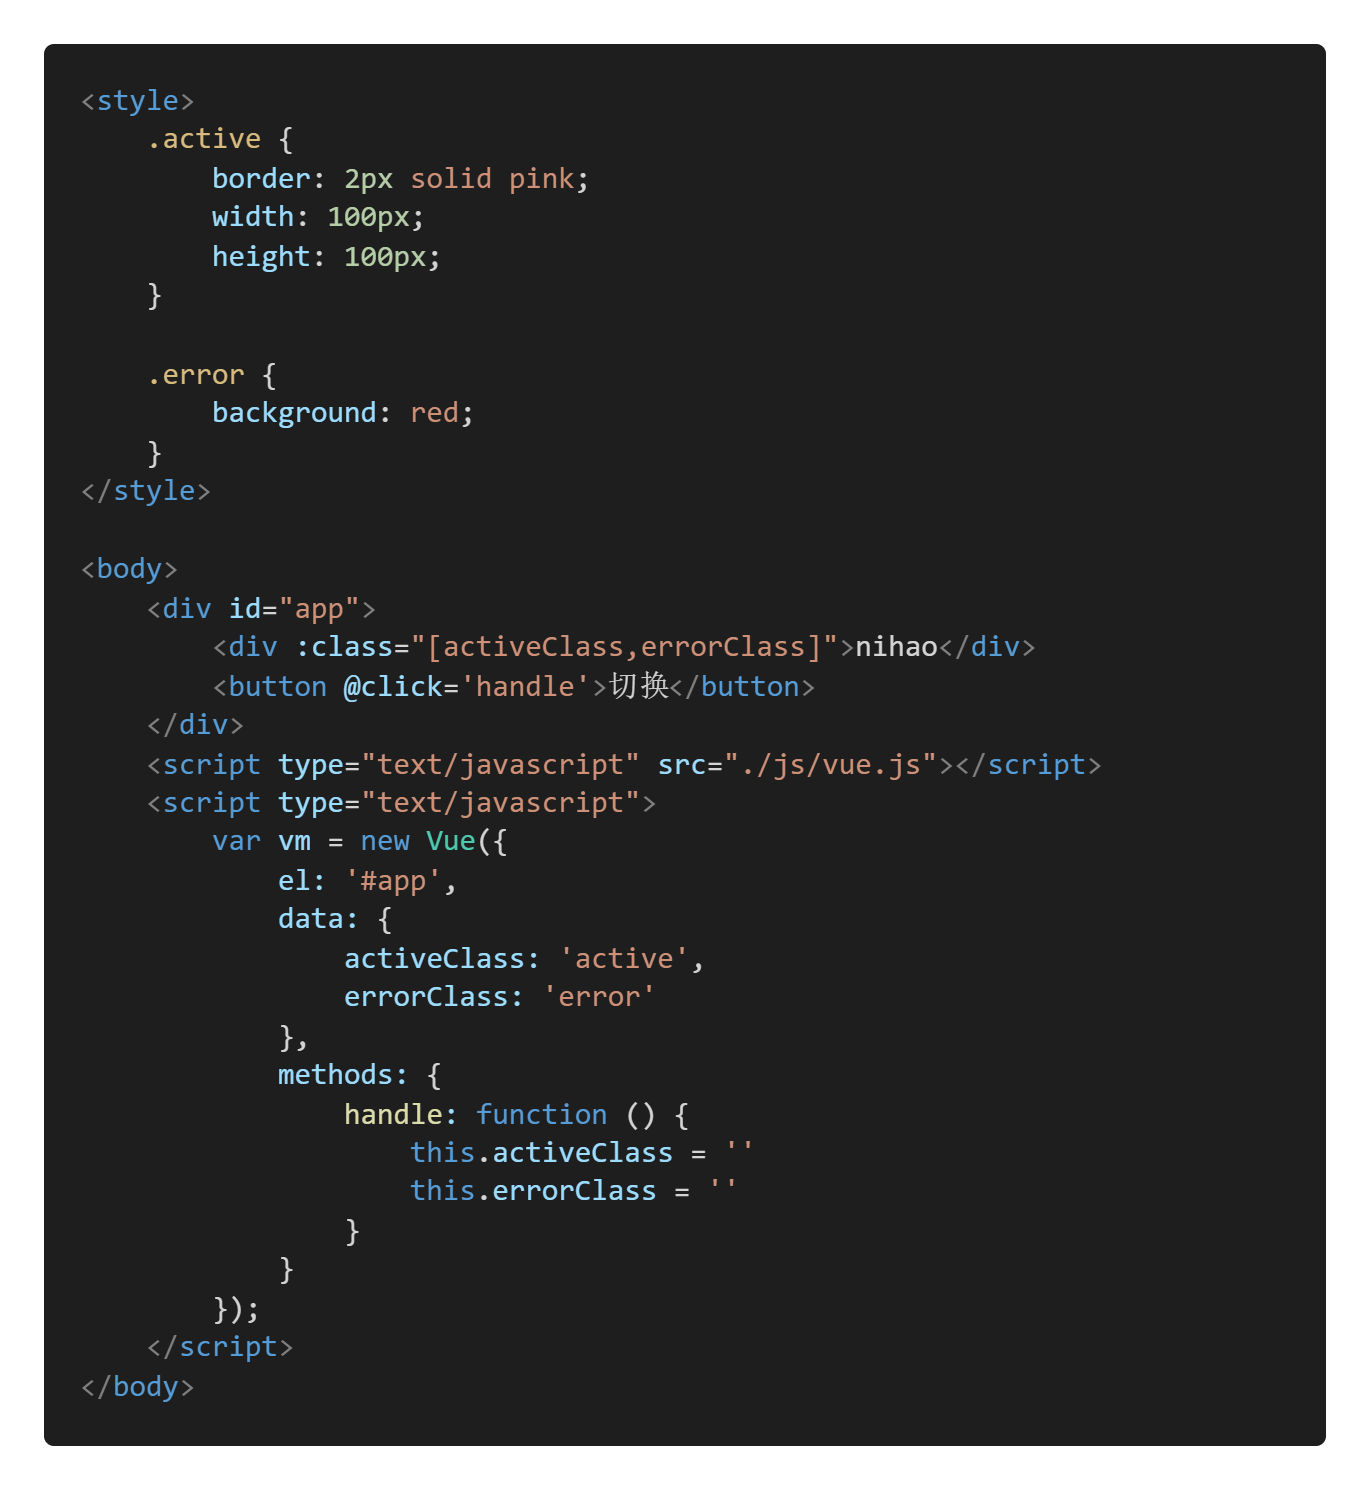 <style>
    .active {
        border: 2px solid pink;
        width: 100px;
        height: 100px;
    }

    .error {
        background: red;
    }
</style>

<body>
    <div id="app">
        <div :class="[activeClass,errorClass]">nihao</div>
        <button @click='handle'>切换</button>
    </div>
    <script type="text/javascript" src="./js/vue.js"></script>
    <script type="text/javascript">
        var vm = new Vue({
            el: '#app',
            data: {
                activeClass: 'active',
                errorClass: 'error'
            },
            methods: {
                handle: function () {
                    this.activeClass = ''
                    this.errorClass = ''
                }
            }
        });
    </script>
</body>